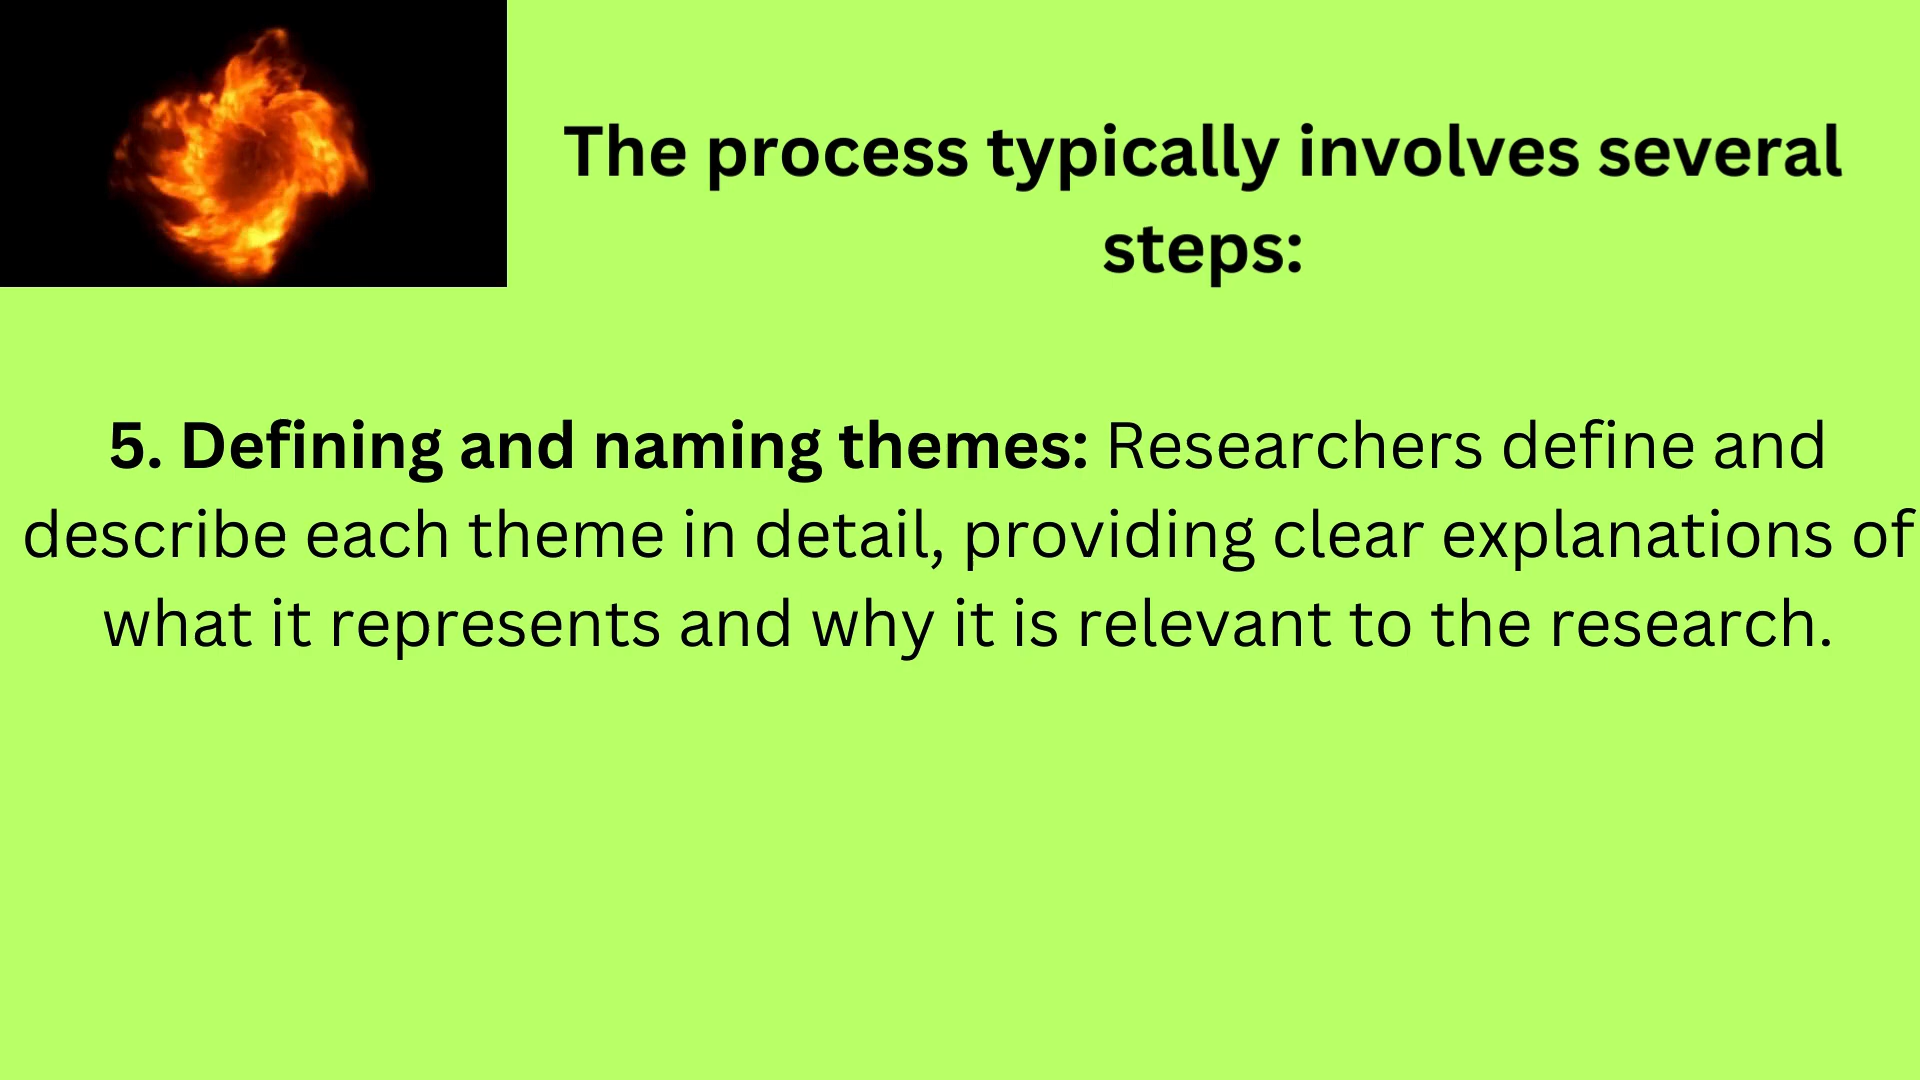 The process typically involves several
steps:
5. Defining and naming themes: Researchers define and
describe each theme in detail, providing clear explanations of
what it represents and why it is relevant to the research.